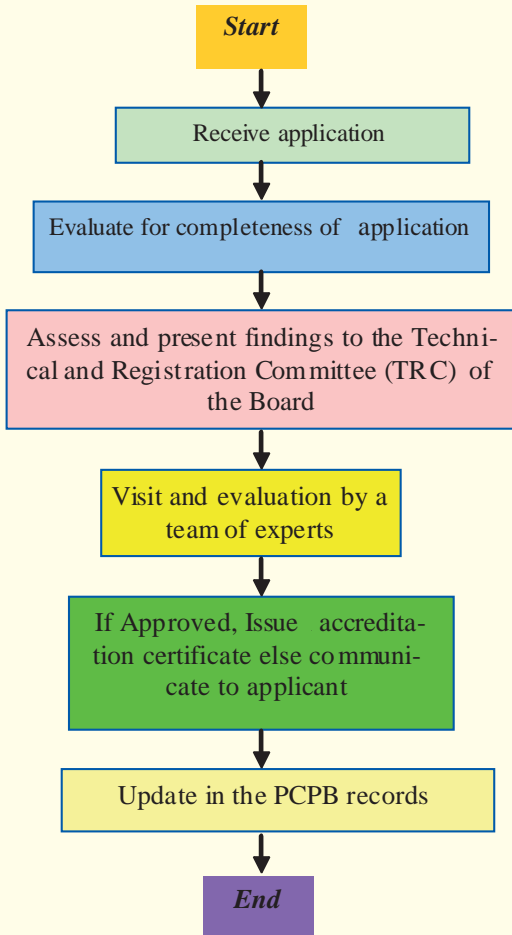 Start
Receive application
Evaluate for completeness of application
Assess and present findings to the Techni-
cal and Registration Committee (TRC) of
the Board
Visit and evaluation by a
team of experts
If Approved, Issue accredita-
tion certificate else communi-
cate to applicant
Update in the PCPB records
End